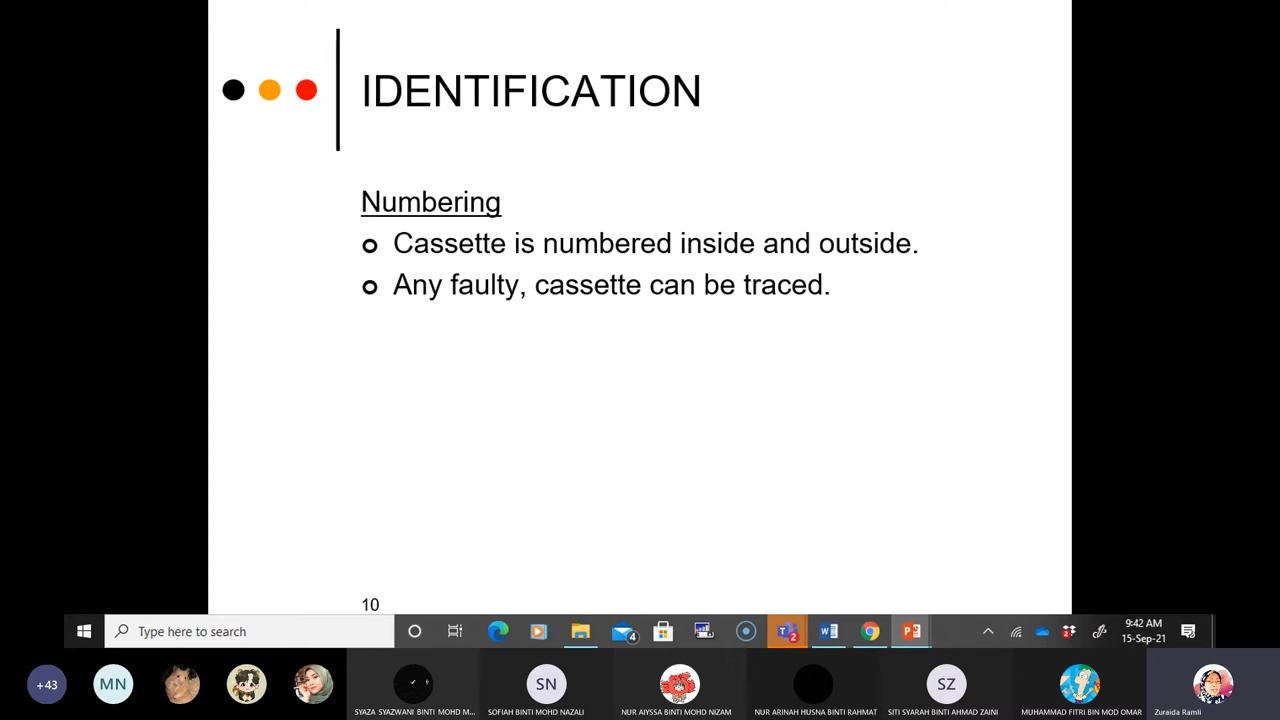 IDENTIFICATION
Numbering
Cassette is numbered inside and outside.
Any faulty, cassette can be traced.
10
Type here to search
4
2
2
9:42 AM
15-Sep-21
+43
MN
SN
SZ
SYAZA SYAZWANI BINTI MOHD M...
SOFIAH BINTI MOHD NAZALI
NUR AIYSSA BINTI MOHD NIZAM
NUR ARINAH HUSNA BINTI RAHMAT
SITI SYARAH BINTI AHMAD ZAINI
MUHAMMAD FITRI BIN MOD OMAR
Zuraida Ramli